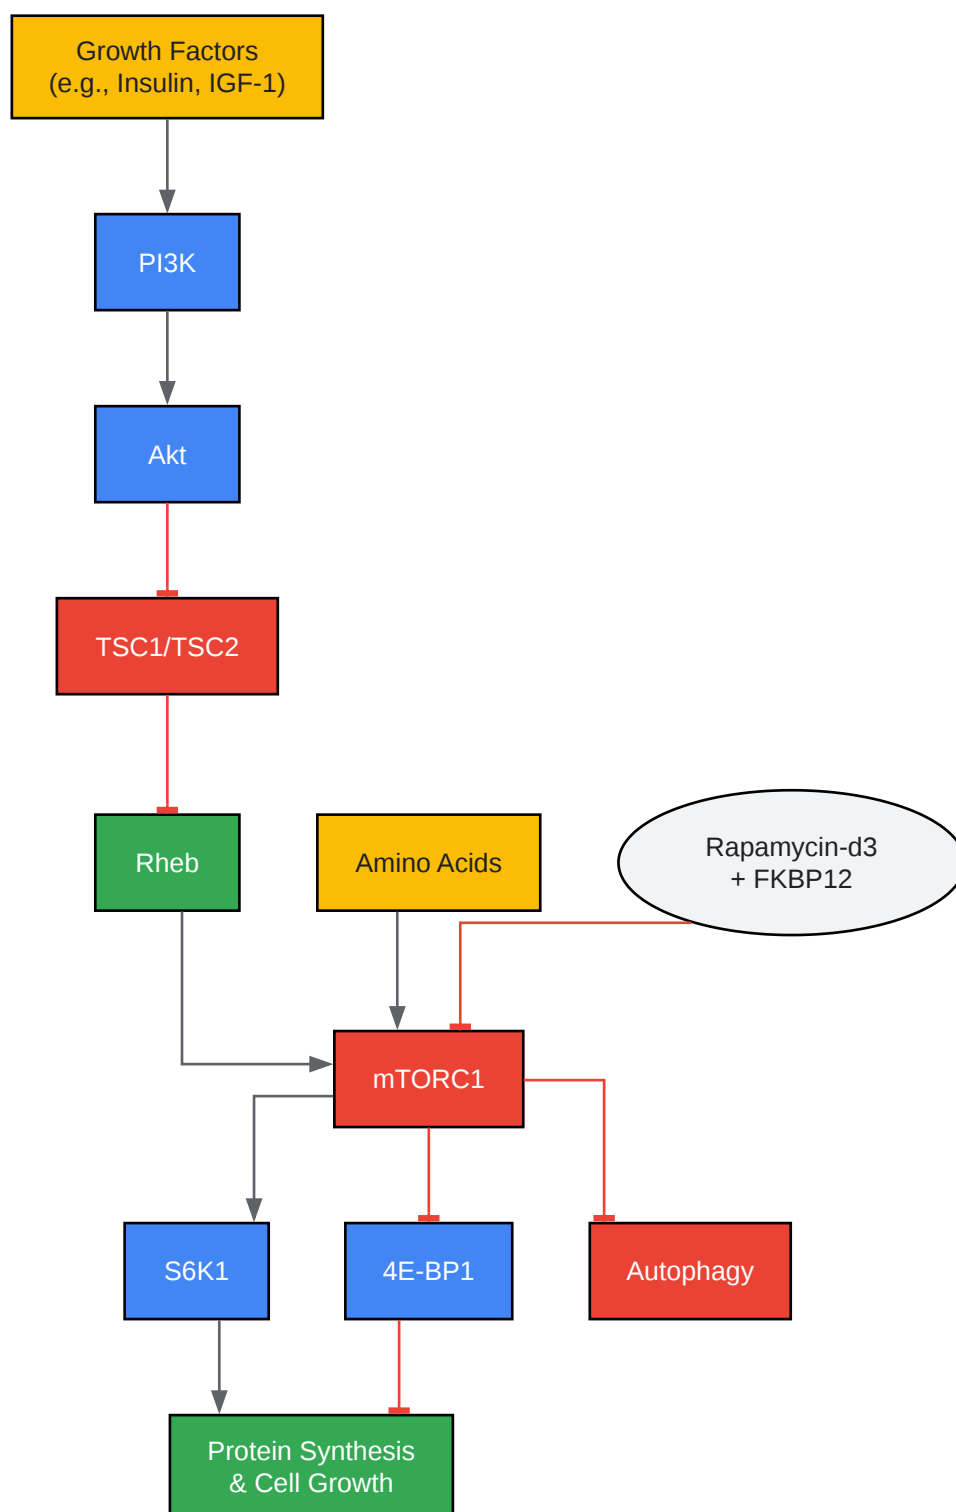 Growth Factors
(e.g., Insulin, IGF-1)
PI3K
Akt
TSC1/TSC2
Rheb
Amino Acids
Rapamycin-d3
+ FKBP12
mTORC1
S6K1
4E-BP1
Autophagy
Protein Synthesis
& Cell Growth